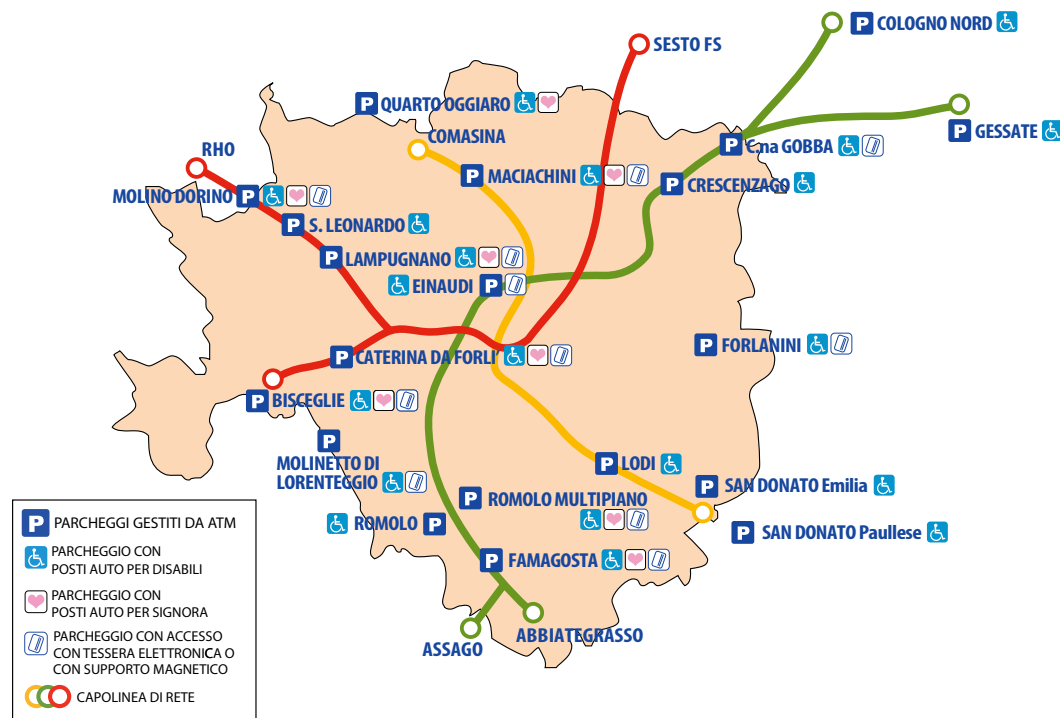 P COLOGNO NORD
SESTO FS
P QUARTO OGGIARO
P GESSATE
COMASINA
P C.na GOBBA
RHO
P MACIACHINI
P CRESCENZAGO
MOLINO DORINO P
P S. LEONARDO
P LAMPUGNANO
EINAUDI P
P FORLANINI
P CATERINA DA FORLI
P BISCEGLIE
P
MOLINETTO DI
LORENTEGGIO
P LODI
P SAN DONATO Emilia
P ROMOLO MULTIPIANO
ROMOLO P
P SAN DONATO Paullese
P FAMAGOSTA
ABBIATEGRASSO
ASSAGO
P PARCHEGGI GESTITI DA ATM
PARCHEGGIO CON
POSTI AUTO PER DISABILI
PARCHEGGIO CON
POSTI AUTO PER SIGNORA
PARCHEGGIO CON ACCESSO
CON TESSERA ELETTRONICA O
CON SUPPORTO MAGNETICO
CAPOLINEA DI RETE